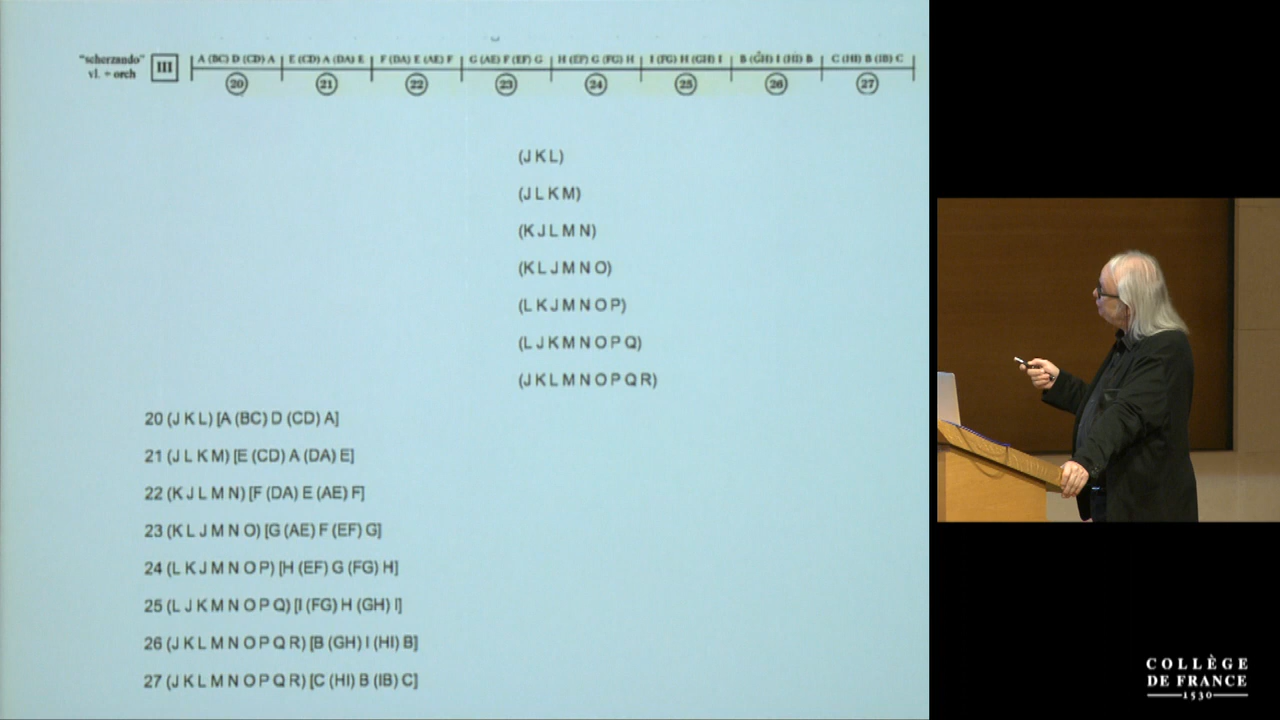 "scherzando" III A (BC) D (CD) A E (CD) A (DA) E F (DA) E (AE) F G (AE) F (EF) G H (EF) G (FG) H I (FG) H (GH) I B (GH) I (HI) B C (HI) B (IB) C
vl. + orch 20 21 22 23 24 25 26 27
(J K L)
(J L K M)
(K J L M N)
(K L J M N O)
(L K J M N O P)
(L J K M N O P Q)
(J K L M N O P Q R)
20 (J K L) [A (BC) D (CD) A]
21 (J L K M) [E (CD) A (DA) E]
22 (K J L M N) [F (DA) E (AE) F]
23 (K L J M N O) [G (AE) F (EF) G]
24 (L K J M N O P) [H (EF) G (FG) H]
25 (L J K M N O P Q) [I (FG) H (GH) I]
26 (J K L M N O P Q R) [B (GH) I (HI) B]
27 (J K L M N O P Q R) [C (HI) B (IB) C]
COLLÈGE
DE FRANCE
1530